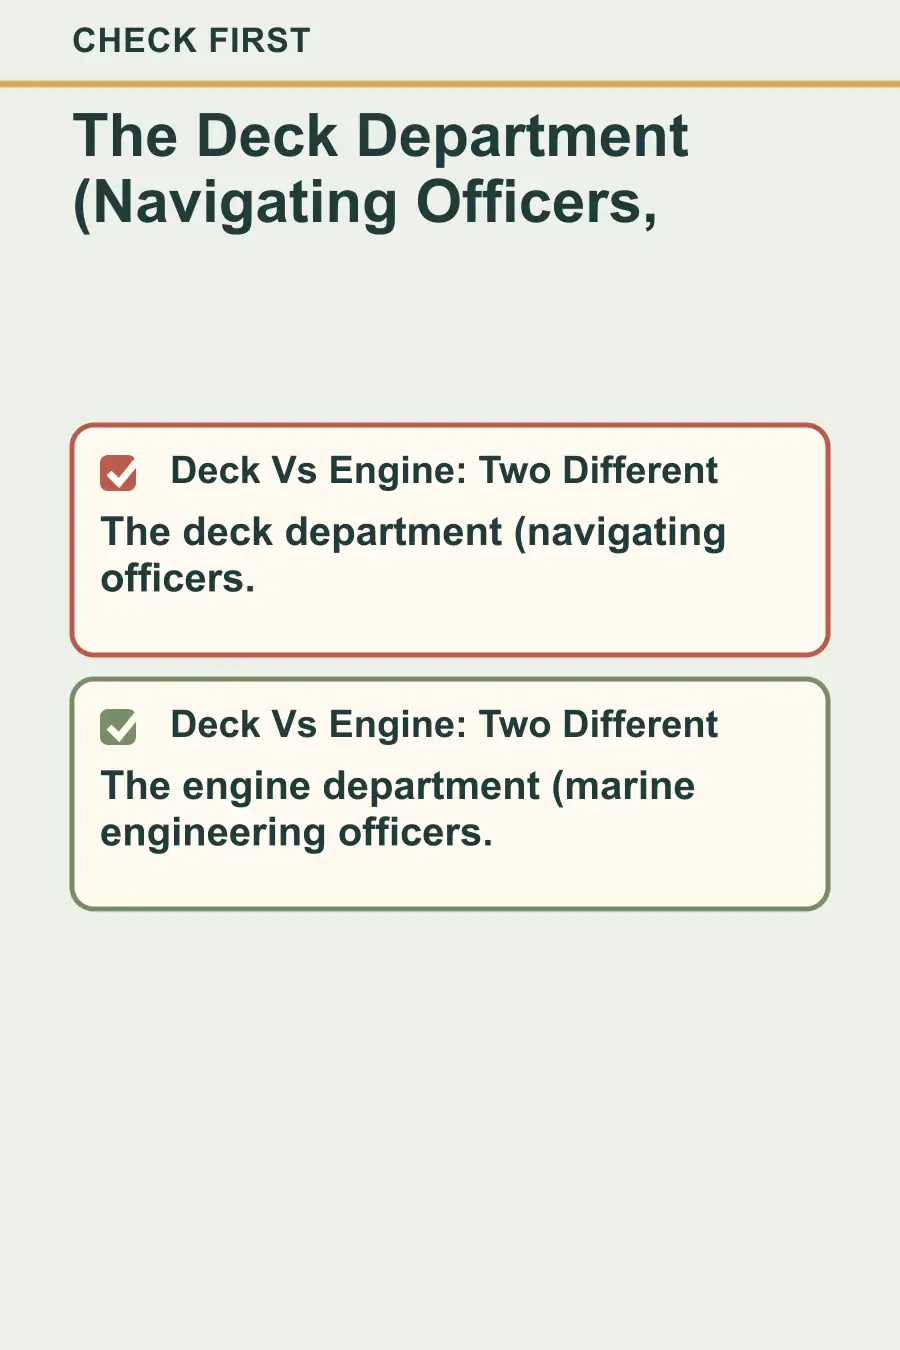 CHECK FIRST
The Deck Department
(Navigating Officers,
Deck Vs Engine: Two Different
The deck department (navigating
officers.
Deck Vs Engine: Two Different
The engine department (marine
engineering officers.